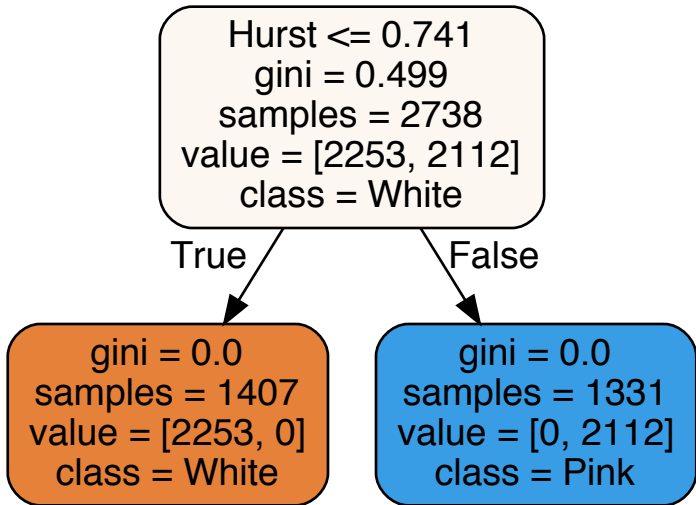 Hurst <= 0.741
gini = 0.499
samples = 2738
value = [2253, 2112]
class = White
True
False
gini = 0.0
samples = 1407
value = [2253, 0]
class = White
gini = 0.0
samples = 1331
value = [0, 2112]
class = Pink